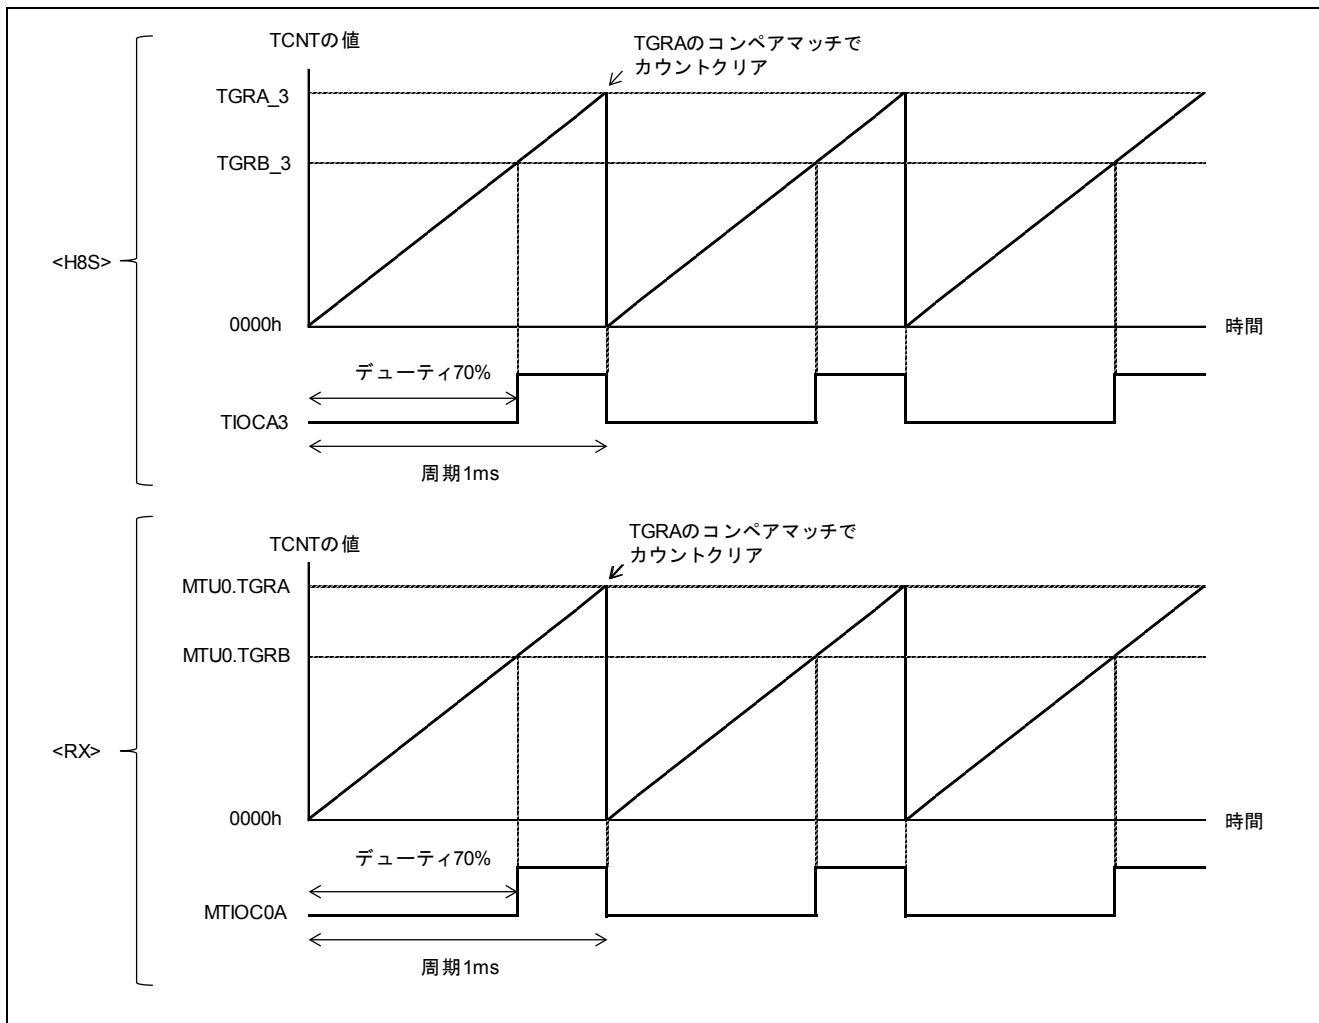 TCNTの値
TGRAのコンペアマッチで
カウントクリア
TGRA_3
TGRB_3
<H8S>
0000h
時間
デューティ70%
TIOCA3
周期1ms
TCNTの値
TGRAのコンペアマッチで
カウントクリア
MTU0.TGRA
MTU0.TGRB
<RX>
0000h
時間
デューティ70%
MTIOC0A
周期1ms